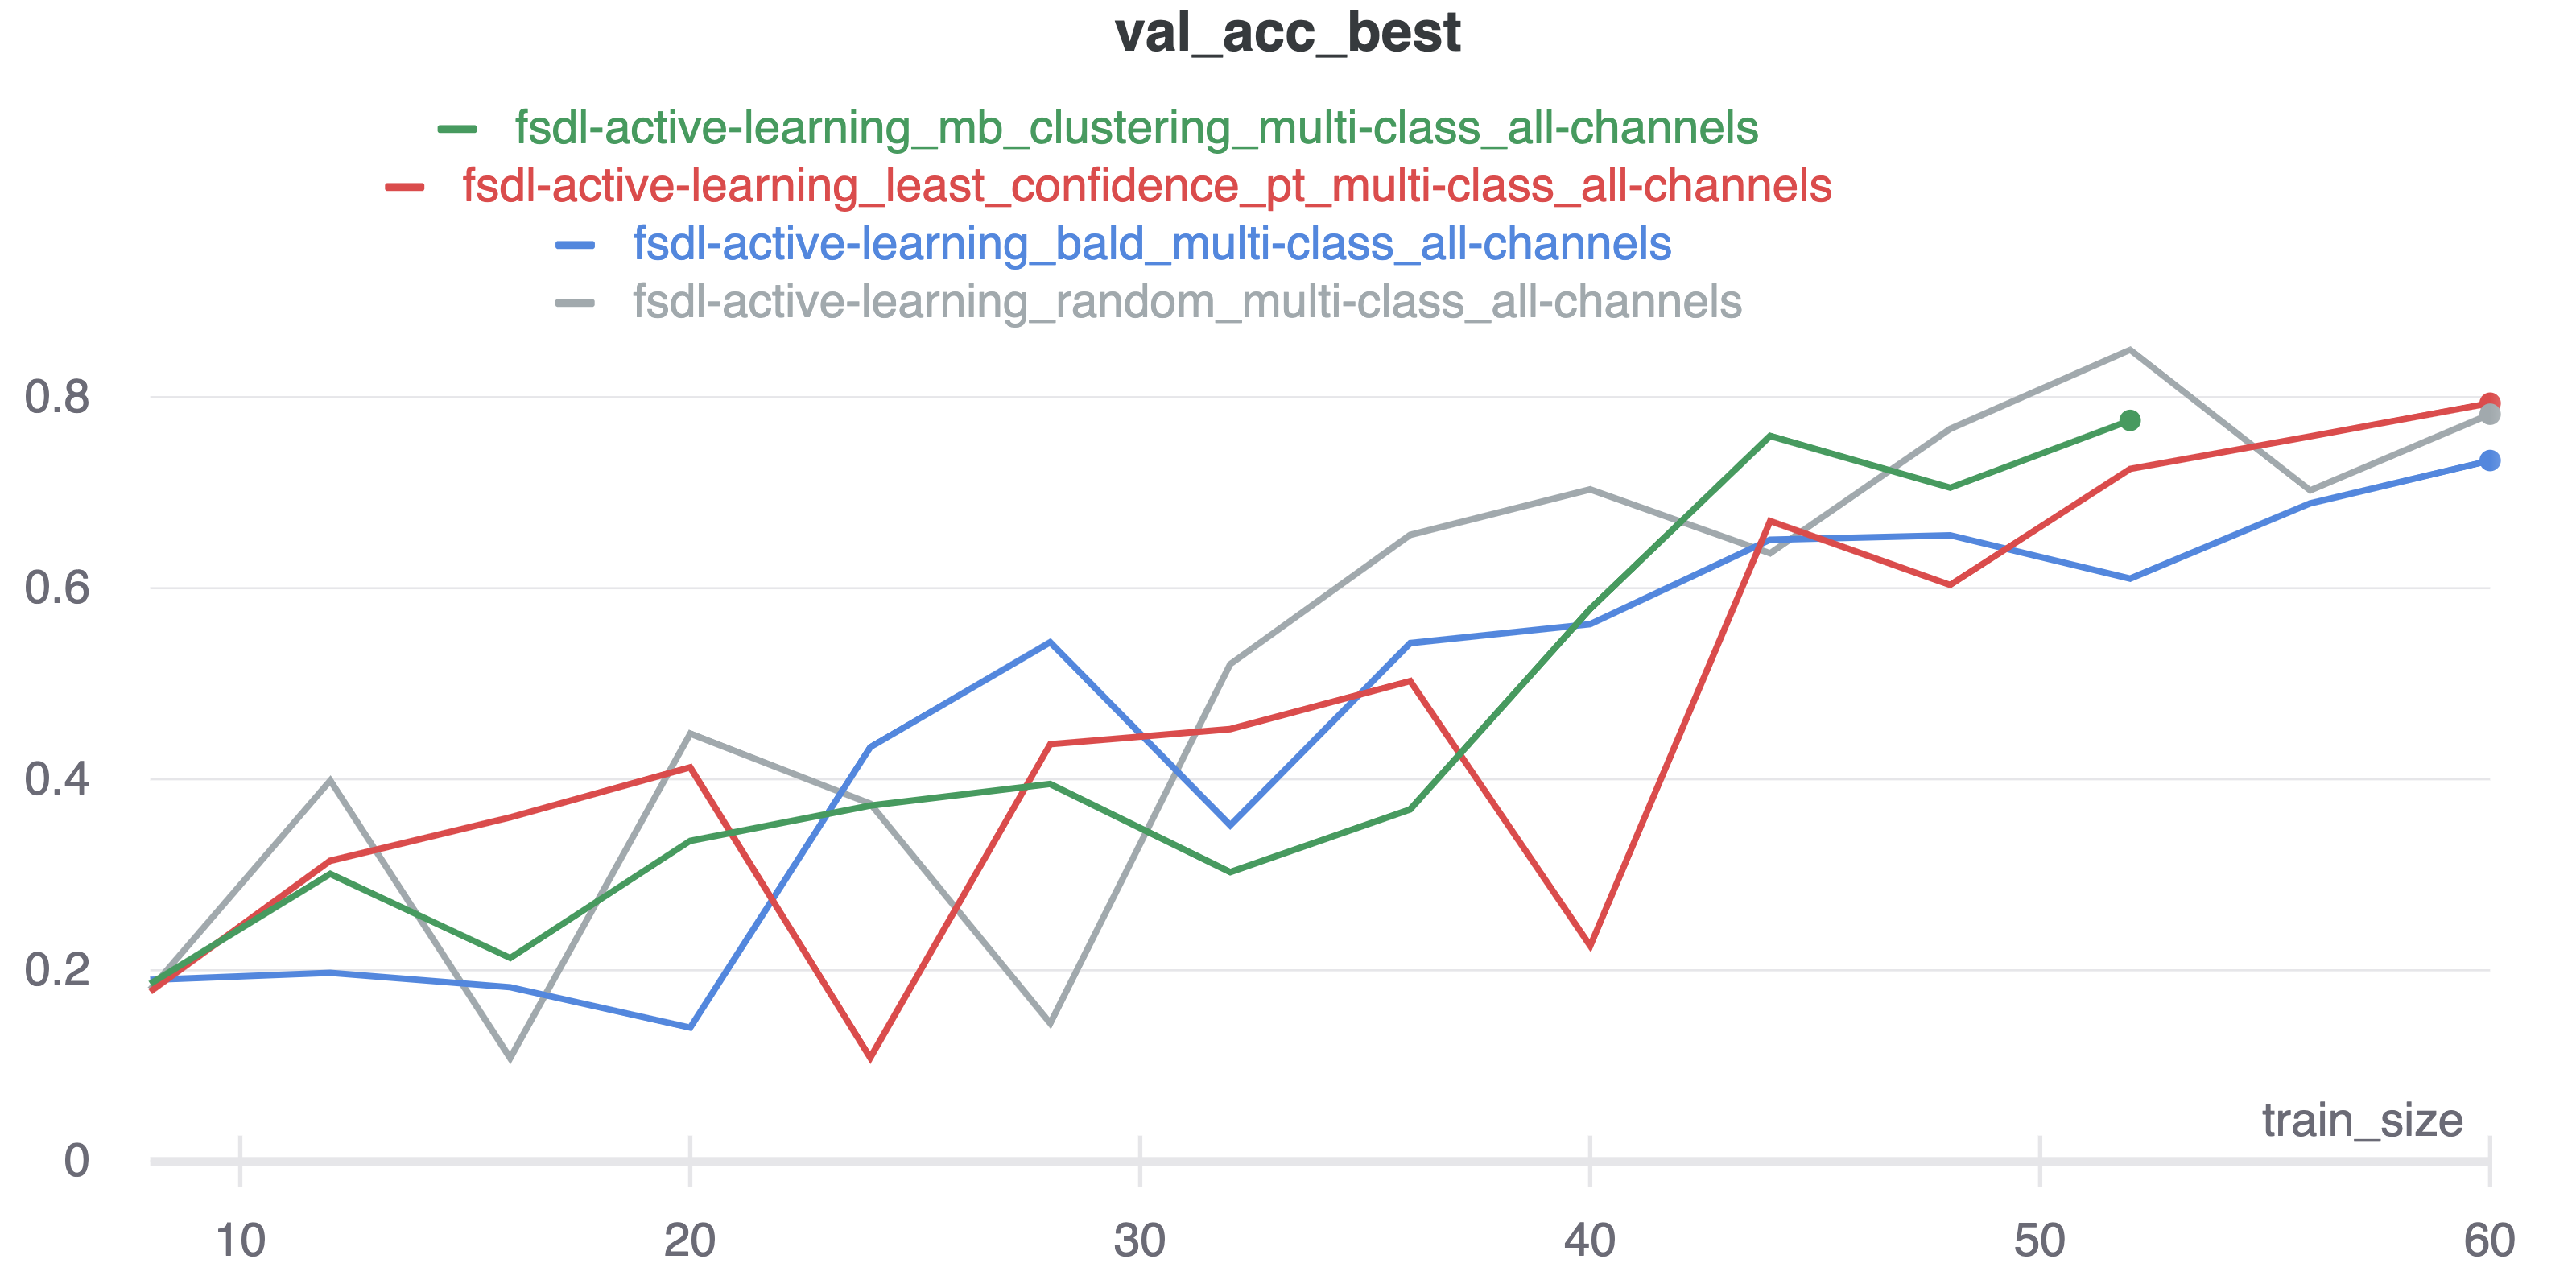 val_acc_best
fsdl-active-learning_mb_clustering_multi-class_all-channels
fsdl-active-learning_least_confidence_pt_multi-class_all-channels
fsdl-active-learning_bald_multi-class_all-channels
fsdl-active-learning_random_multi-class_all-channels
0.8
0.6
0.4
0.2
0
train_size
10 20 30 40 50 60